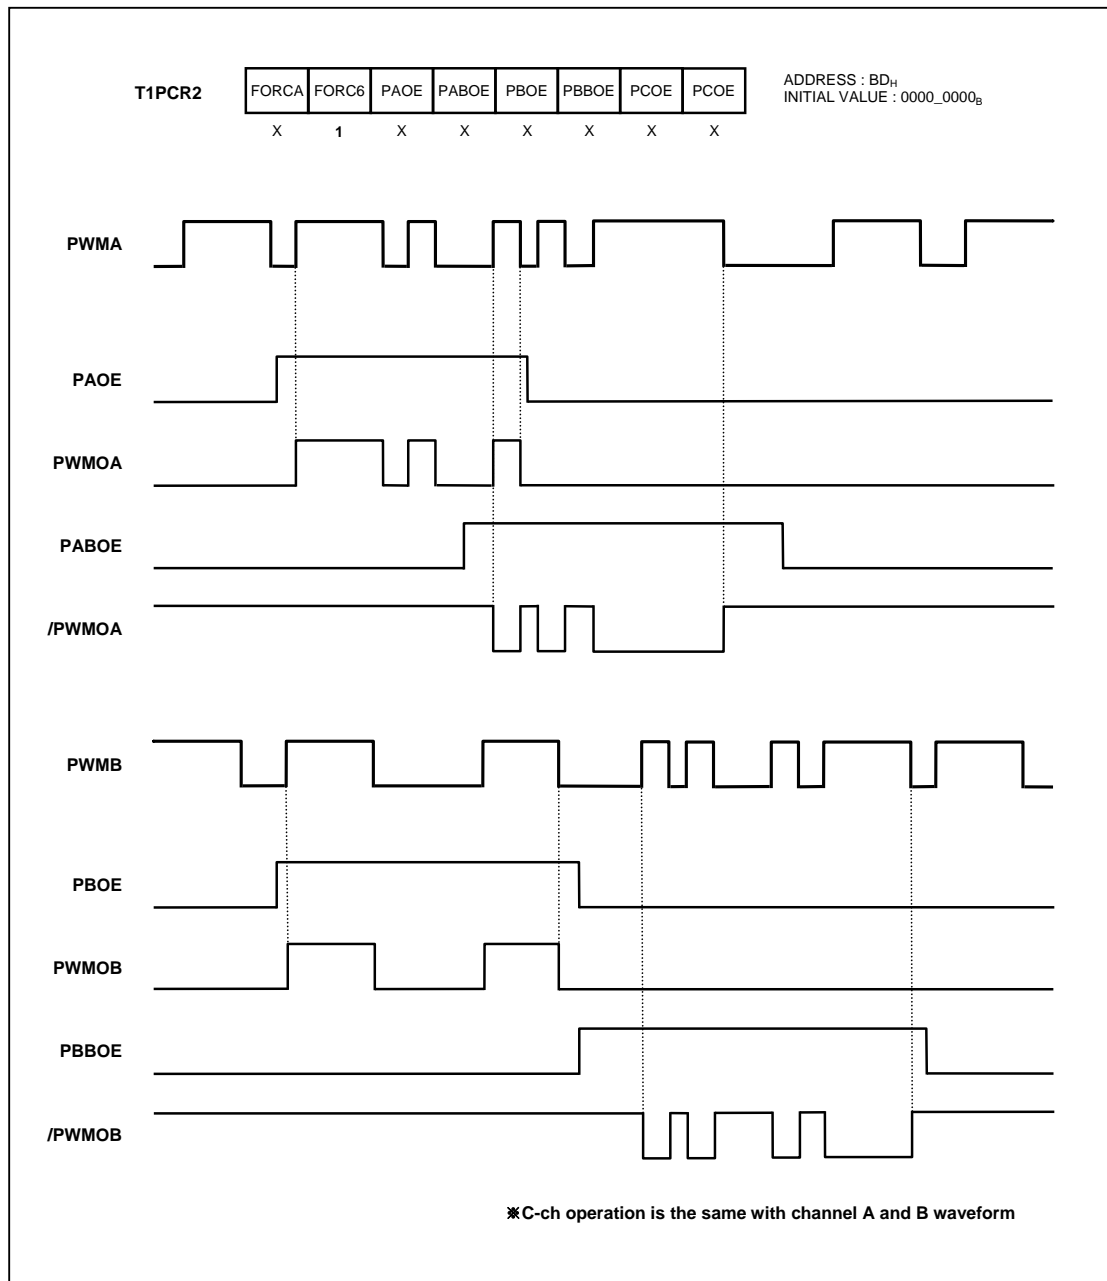 T1PCR2 FORCA FORC6 PAOE PABOE PBOE PBBOE PCOE PCOE
ADDRESS : BDH
INITIAL VALUE : 0000_0000B
X 1 X X X X X X
PWMA
PAOE
PWMOA
PABOE
/PWMOA
PWMB
PBOE
PWMOB
PBBOE
/PWMOB
※C-ch operation is the same with channel A and B waveform